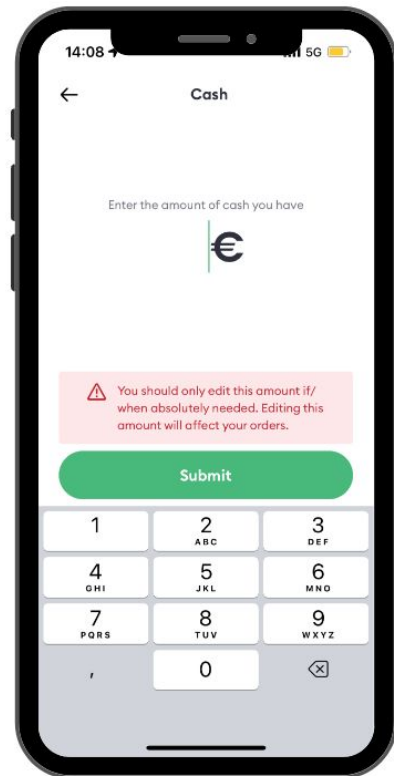 14:08
5G
Cash
Enter the amount of cash you have
€
You should only edit this amount if/
when absolutely needed. Editing this
amount will affect your orders.
Submit
1
2
ABC
3
DEF
4
GHI
5
JKL
6
MNO
7
PQRS
8
TUV
9
WXYZ
,
0